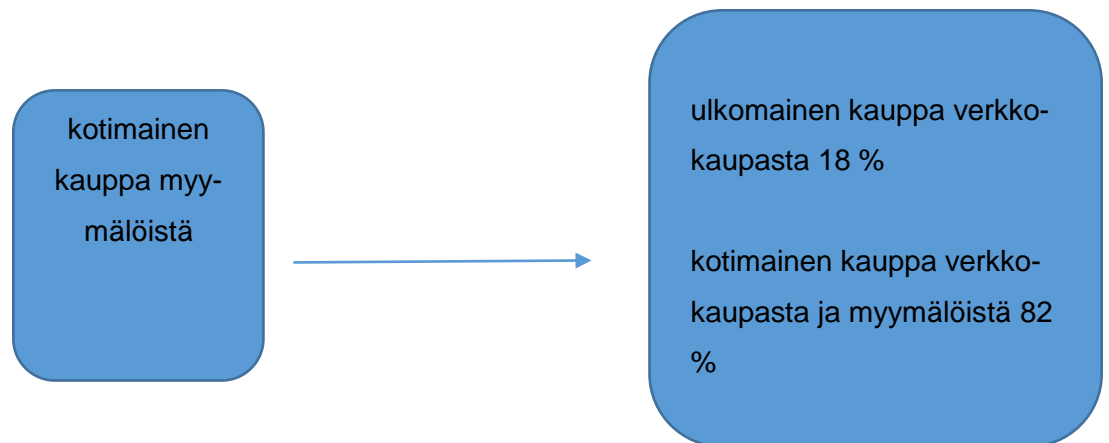 kotimainen
kauppa myy-
mälöistä
ulkomainen kauppa verkko-
kaupasta 18 %
kotimainen kauppa verkko-
kaupasta ja myymälöistä 82
%